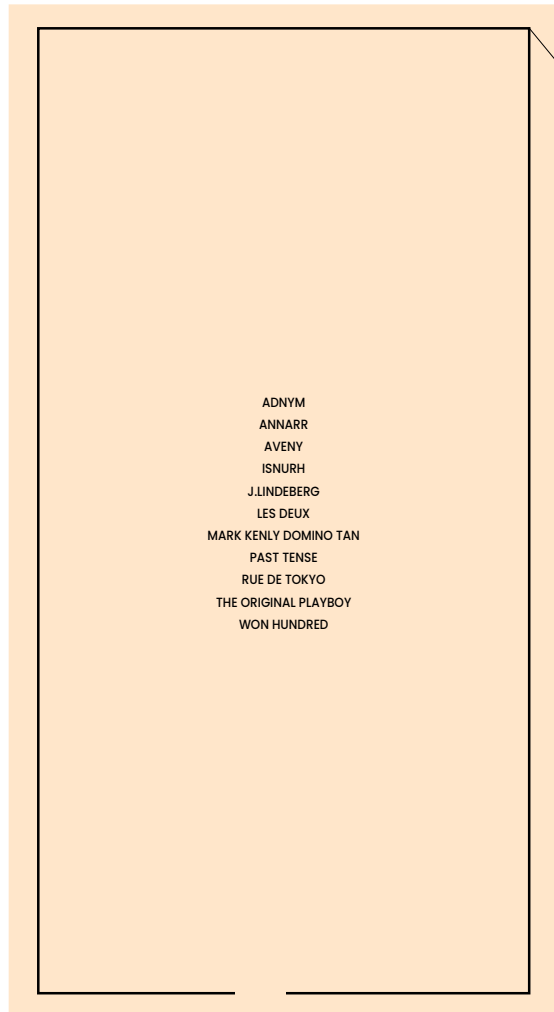 ADNYM
ANNARR
AVENY
ISNURH
J.LINDEBERG
LES DEUX
MARK KENLY DOMINO TAN
PAST TENSE
RUE DE TOKYO
THE ORIGINAL PLAYBOY
WON HUNDRED